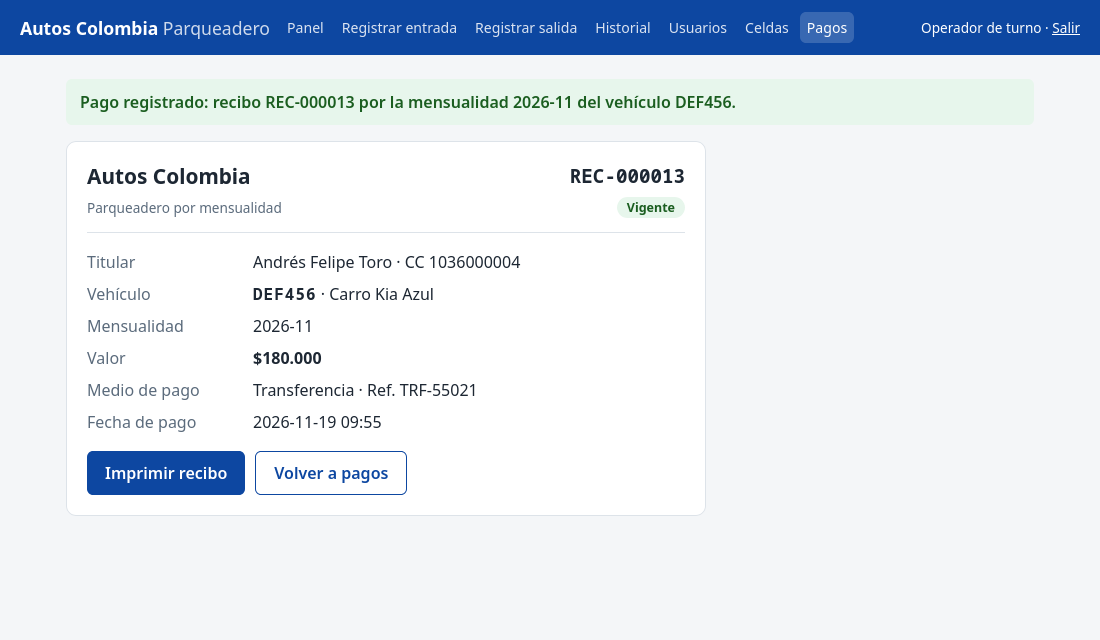 Autos Colombia Parqueadero Panel Registrar entrada Registrar salida Historial Usuarios Celdas Pagos Operador de turno · Salir
Pago registrado: recibo REC-000013 por la mensualidad 2026-11 del vehículo DEF456.
Autos Colombia REC-000013
Parqueadero por mensualidad Vigente
Titular Andrés Felipe Toro · CC 1036000004
Vehículo DEF456 · Carro Kia Azul
Mensualidad 2026-11
Valor $180.000
Medio de pago Transferencia · Ref. TRF-55021
Fecha de pago 2026-11-19 09:55
Imprimir recibo Volver a pagos